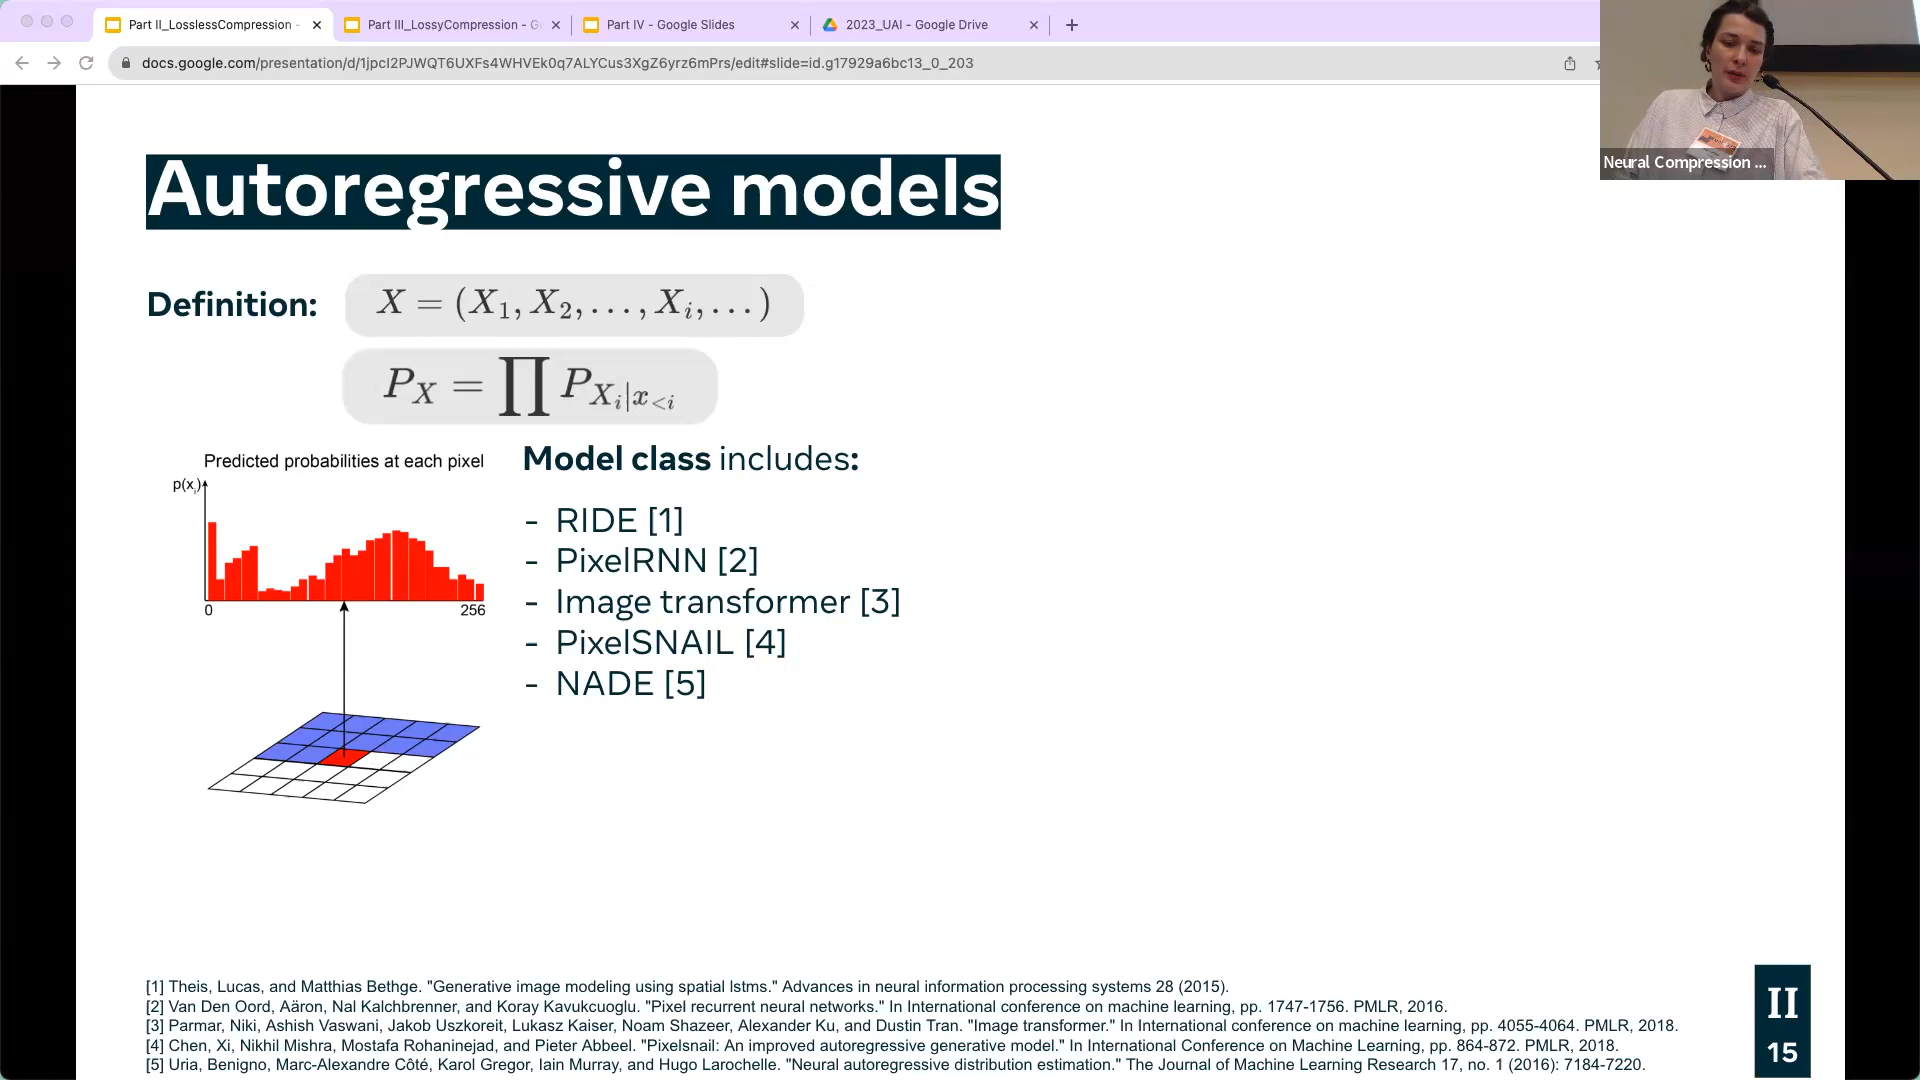 Part II_LosslessCompression -
Part III_LossyCompression - G
Part IV - Google Slides
2023_UAI - Google Drive
docs.google.com/presentation/d/1jpcI2PJWQT6UXFs4WHVEk0q7ALYCus3XgZ6yrz6mPrs/edit#slide=id.g17929a6bc13_0_203
Neural Compression ...
Autoregressive models
Definition: X = (X_1, X_2, ..., X_i, ...)
P_X = ∏ P_{X_i|x_{<i}}
Predicted probabilities at each pixel
p(x_i)
0 256
Model class includes:
- RIDE [1]
- PixelRNN [2]
- Image transformer [3]
- PixelSNAIL [4]
- NADE [5]
[1] Theis, Lucas, and Matthias Bethge. "Generative image modeling using spatial lstms." Advances in neural information processing systems 28 (2015).
[2] Van Den Oord, Aäron, Nal Kalchbrenner, and Koray Kavukcuoglu. "Pixel recurrent neural networks." In International conference on machine learning, pp. 1747-1756. PMLR, 2016.
[3] Parmar, Niki, Ashish Vaswani, Jakob Uszkoreit, Lukasz Kaiser, Noam Shazeer, Alexander Ku, and Dustin Tran. "Image transformer." In International conference on machine learning, pp. 4055-4064. PMLR, 2018.
[4] Chen, Xi, Nikhil Mishra, Mostafa Rohaninejad, and Pieter Abbeel. "Pixelsnail: An improved autoregressive generative model." In International Conference on Machine Learning, pp. 864-872. PMLR, 2018.
[5] Uria, Benigno, Marc-Alexandre Côté, Karol Gregor, Iain Murray, and Hugo Larochelle. "Neural autoregressive distribution estimation." The Journal of Machine Learning Research 17, no. 1 (2016): 7184-7220.
II
15